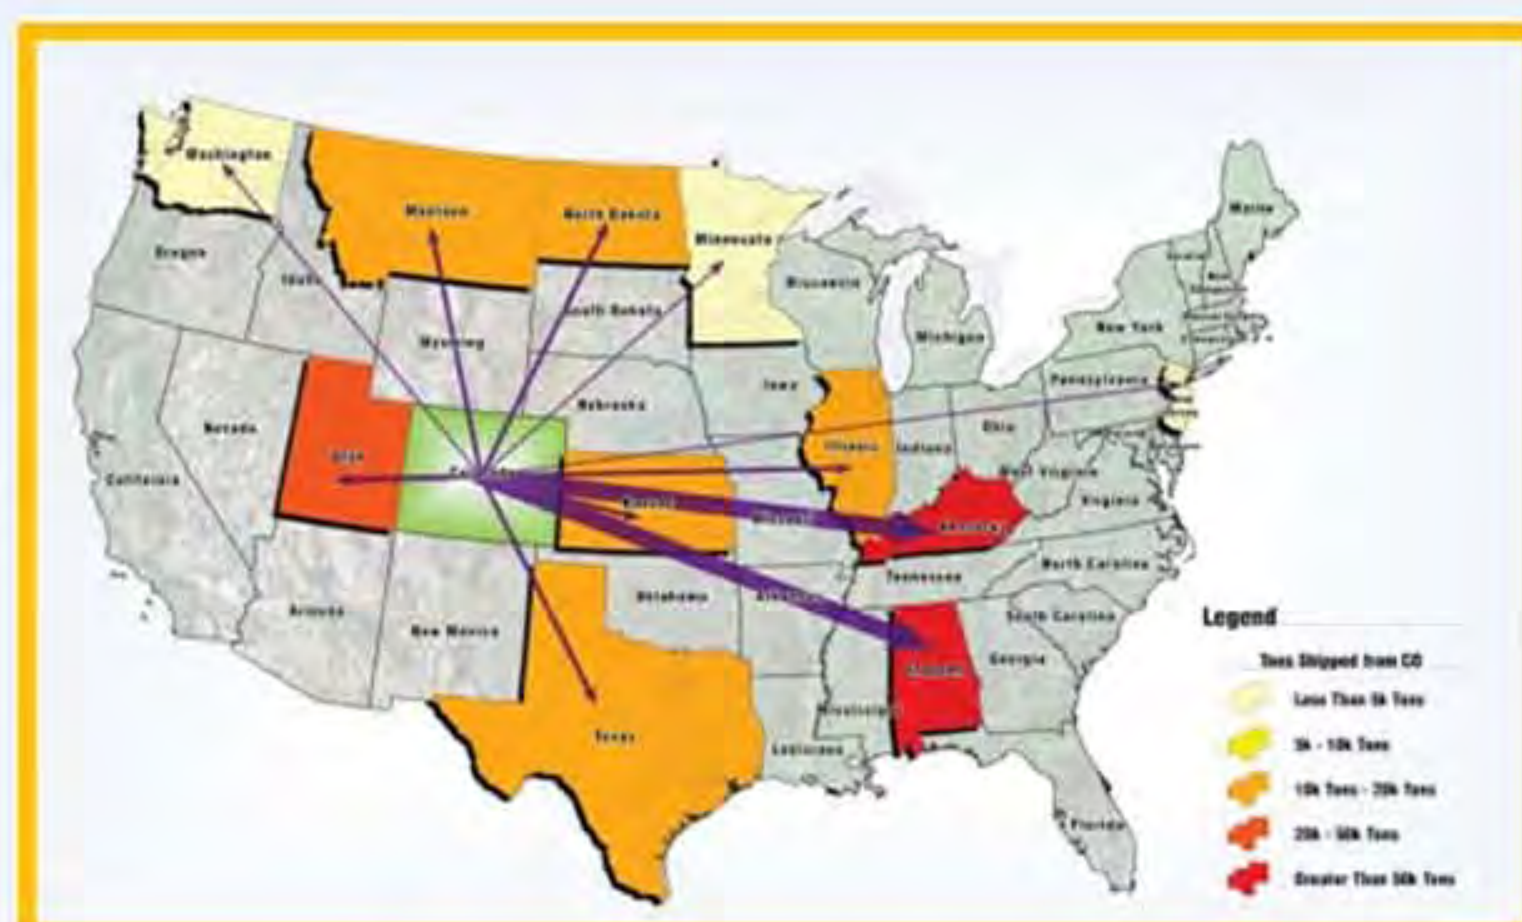 Washington
Montana
North Dakota
Minnesota
Maine
Oregon
Idaho
South Dakota
Wisconsin
Michigan
New York
Wyoming
Iowa
Pennsylvania
Nebraska
Nevada
Utah
Illinois
Indiana
Ohio
West Virginia
Virginia
California
Kansas
Missouri
Kentucky
Tennessee
North Carolina
Arizona
New Mexico
Oklahoma
Arkansas
South Carolina
Georgia
Alabama
Mississippi
Texas
Louisiana
Florida
Legend
Tons Shipped from CO
Less Than 5k Tons
5k - 10k Tons
10k Tons - 20k Tons
20k - 50k Tons
Greater Than 50k Tons